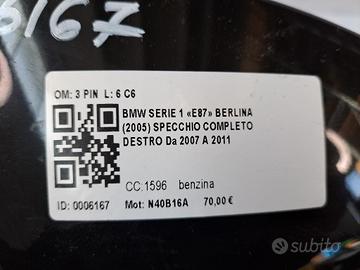 6167
OM: 3 PIN L: 6 C6
BMW SERIE 1 «E87» BERLINA
(2005) SPECCHIO COMPLETO
DESTRO Da 2007 A 2011
CC:1596 benzina
ID: 0006167 Mot: N40B16A 70,00 €
subito